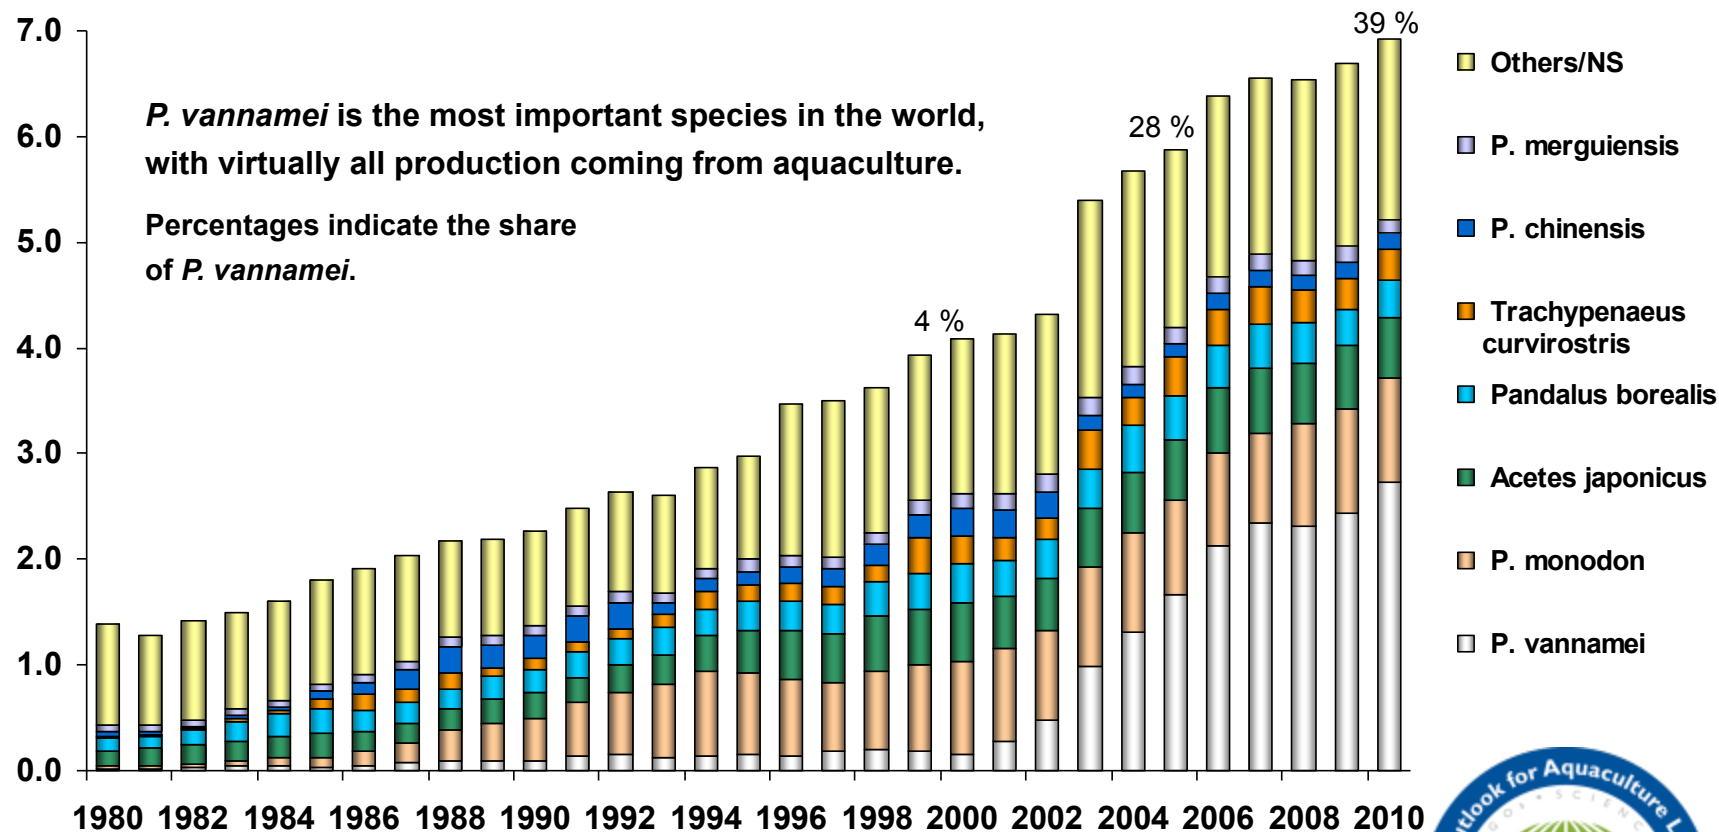 7.0
6.0
5.0
4.0
3.0
2.0
1.0
0.0
P. vannamei is the most important species in the world,
with virtually all production coming from aquaculture.
Percentages indicate the share
of P. vannamei.
4 %
28 %
39 %
1980 1982 1984 1986 1988 1990 1992 1994 1996 1998 2000 2002 2004 2006 2008 2010
Others/NS
P. merguiensis
P. chinensis
Trachypenaeus
curvirostris
Pandalus borealis
Acetes japonicus
P. monodon
P. vannamei
for Aquaculture